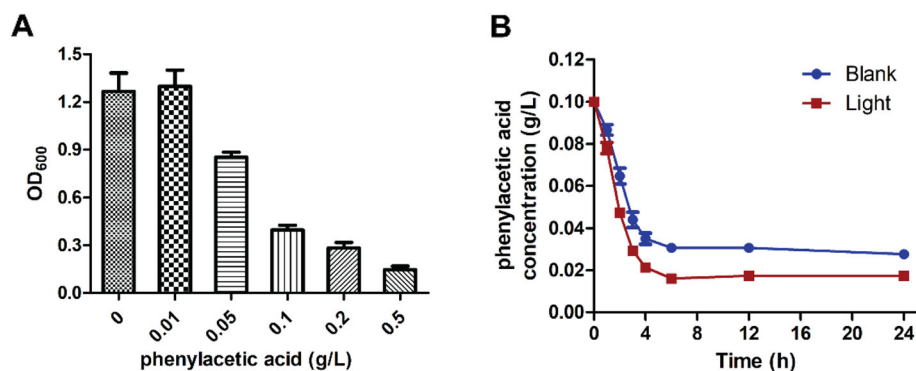 A
1.5
1.2
0.9
0.6
0.3
0.0
OD600
0
0.01
0.05
0.1
0.2
0.5
phenylacetic acid (g/L)
B
0.12
0.10
0.08
0.06
0.04
0.02
0.00
phenylacetic acid
concentration (g/L)
0 4 8 12 16 20 24
Time (h)
Blank
Light